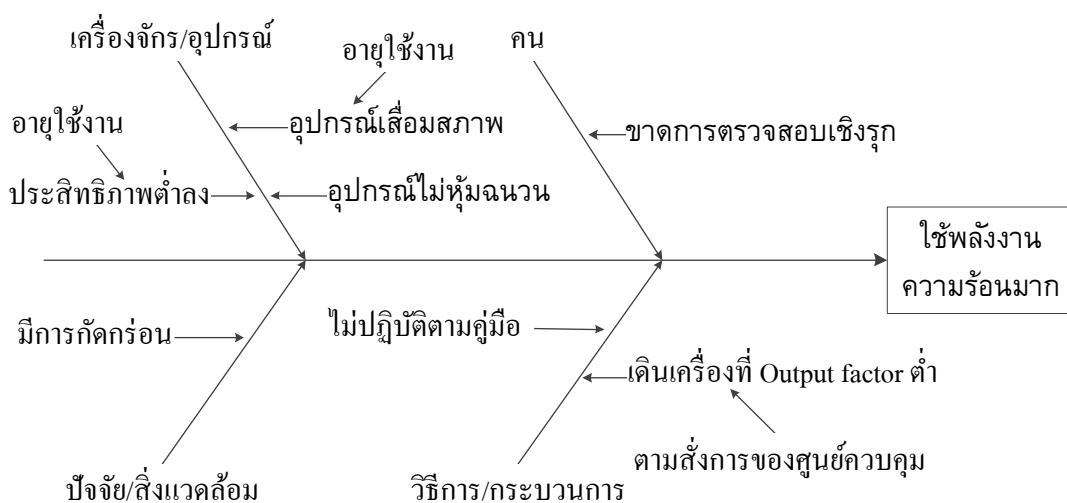 เครื่องจักร/อุปกรณ์
คน
อายุใช้งาน
อายุใช้งาน
อุปกรณ์เสื่อมสภาพ
ขาดการตรวจสอบเชิงรุก
ประสิทธิภาพต่ำลง
อุปกรณ์ไม่หุ้มฉนวน
ใช้พลังงาน
ความร้อนมาก
มีการกัดกร่อน
ไม่ปฏิบัติตามคู่มือ
เดินเครื่องที่ Output factor ต่ำ
ตามสั่งการของศูนย์ควบคุม
ปัจจัย/สิ่งแวดล้อม
วิธีการ/กระบวนการ